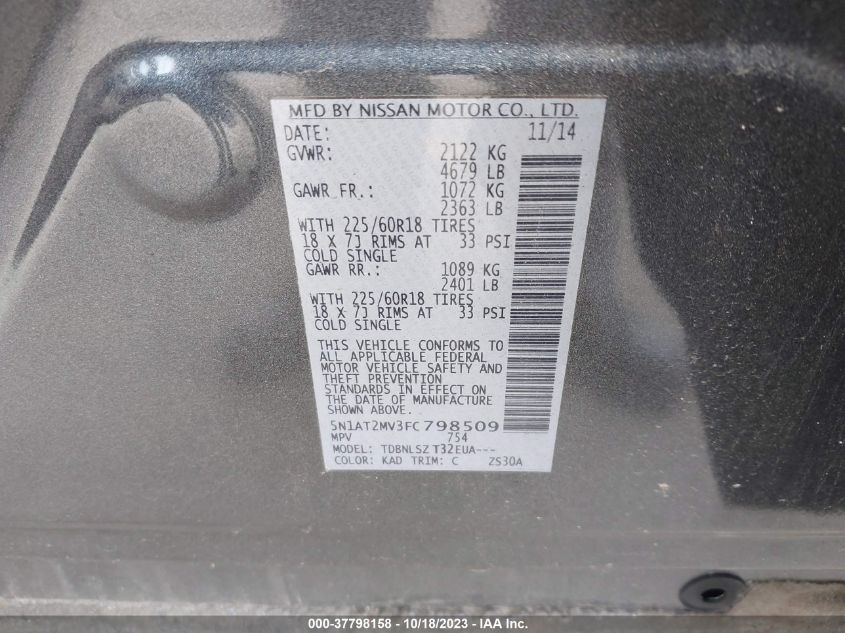 MFD BY NISSAN MOTOR CO., LTD.
DATE: 11/14
GVWR: 2122 KG
4679 LB
GAWR FR.: 1072 KG
2363 LB
WITH 225/60R18 TIRES
18 X 7J RIMS AT 33 PSI
COLD SINGLE
GAWR RR.: 1089 KG
2401 LB
WITH 225/60R18 TIRES
18 X 7J RIMS AT 33 PSI
COLD SINGLE
THIS VEHICLE CONFORMS TO
ALL APPLICABLE FEDERAL
MOTOR VEHICLE SAFETY AND
THEFT PREVENTION
STANDARDS IN EFFECT ON
THE DATE OF MANUFACTURE
SHOWN ABOVE.
5N1AT2MV3FC798509
MPV 754
MODEL: TDBNLSZ T32EUA---
COLOR: KAD TRIM: C ZS30A
000-37798158 - 10/18/2023 - IAA Inc.